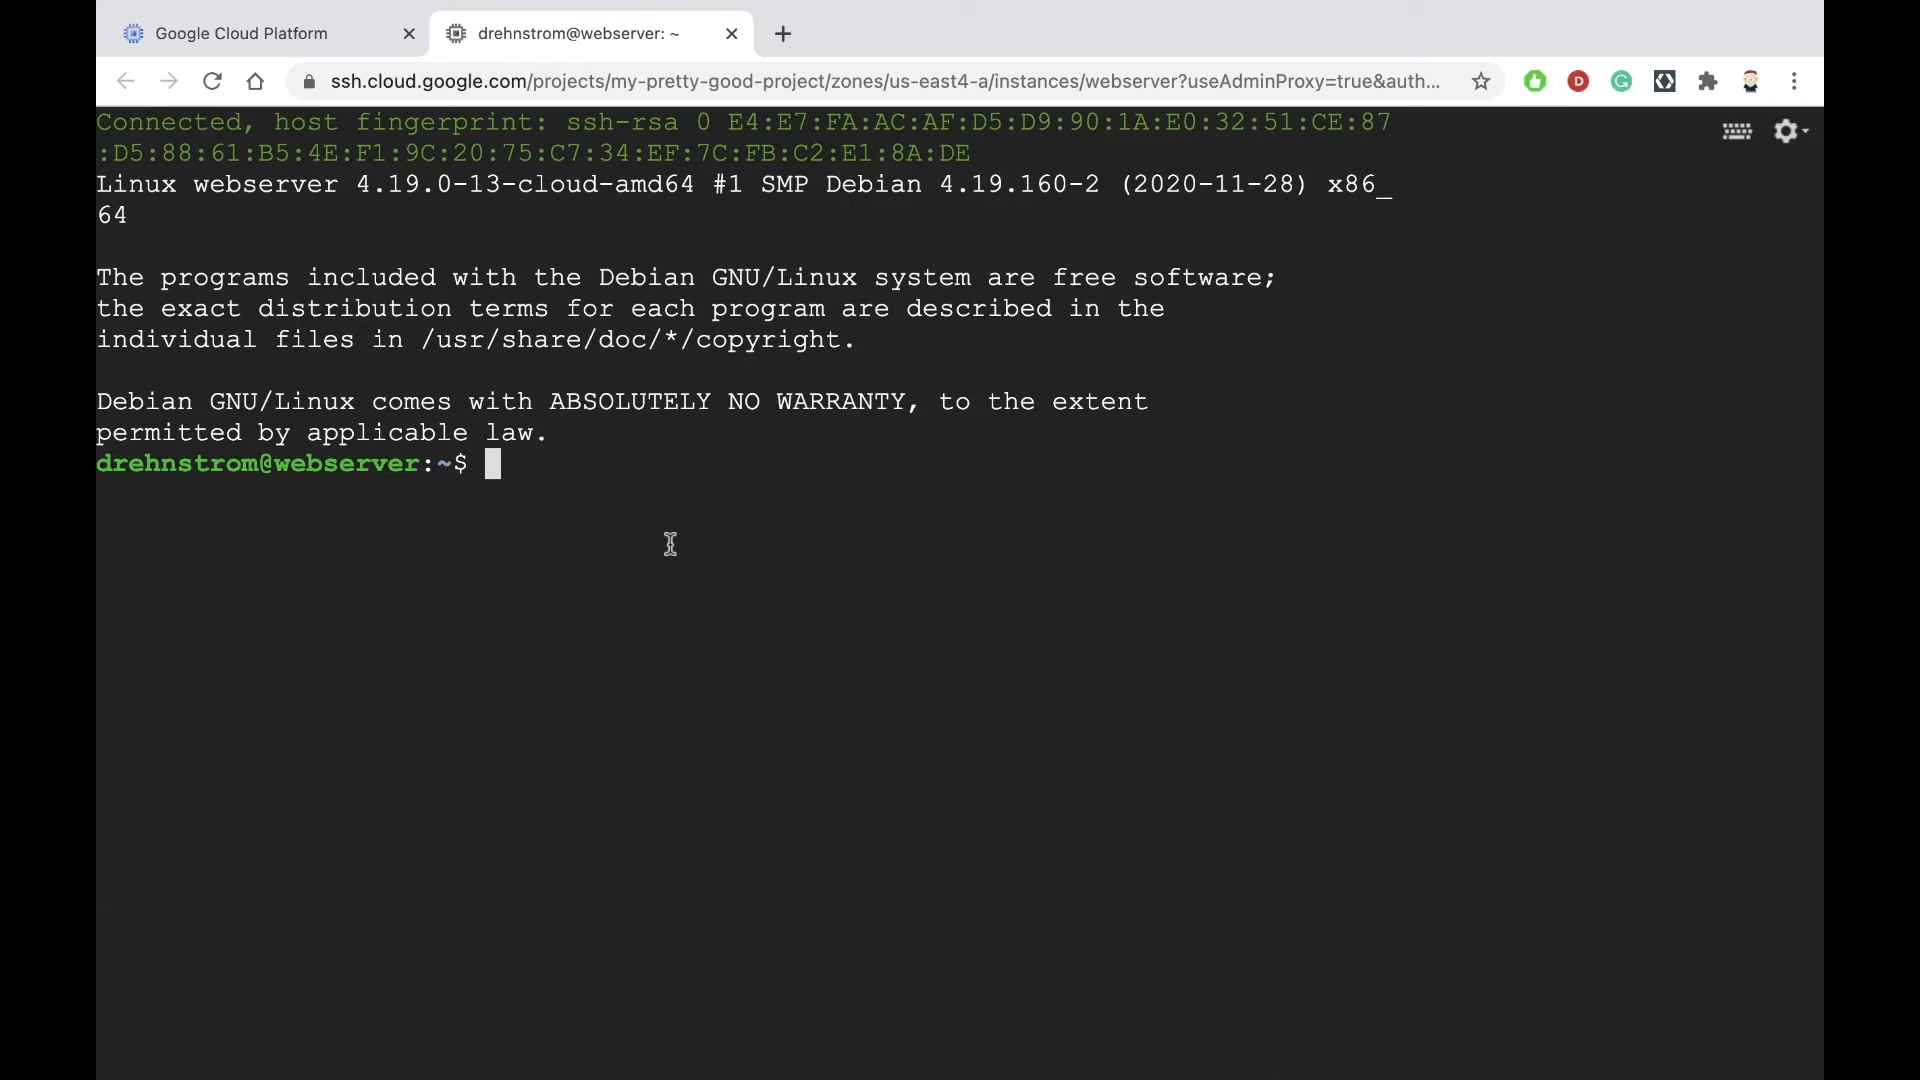 Google Cloud Platform
drehnstrom@webserver: ~
ssh.cloud.google.com/projects/my-pretty-good-project/zones/us-east4-a/instances/webserver?useAdminProxy=true&auth...
Connected, host fingerprint: ssh-rsa 0 E4:E7:FA:AC:AF:D5:D9:90:1A:E0:32:51:CE:87
:D5:88:61:B5:4E:F1:9C:20:75:C7:34:EF:7C:FB:C2:E1:8A:DE
Linux webserver 4.19.0-13-cloud-amd64 #1 SMP Debian 4.19.160-2 (2020-11-28) x86_
64
The programs included with the Debian GNU/Linux system are free software;
the exact distribution terms for each program are described in the
individual files in /usr/share/doc/*/copyright.
Debian GNU/Linux comes with ABSOLUTELY NO WARRANTY, to the extent
permitted by applicable law.
drehnstrom@webserver:~$